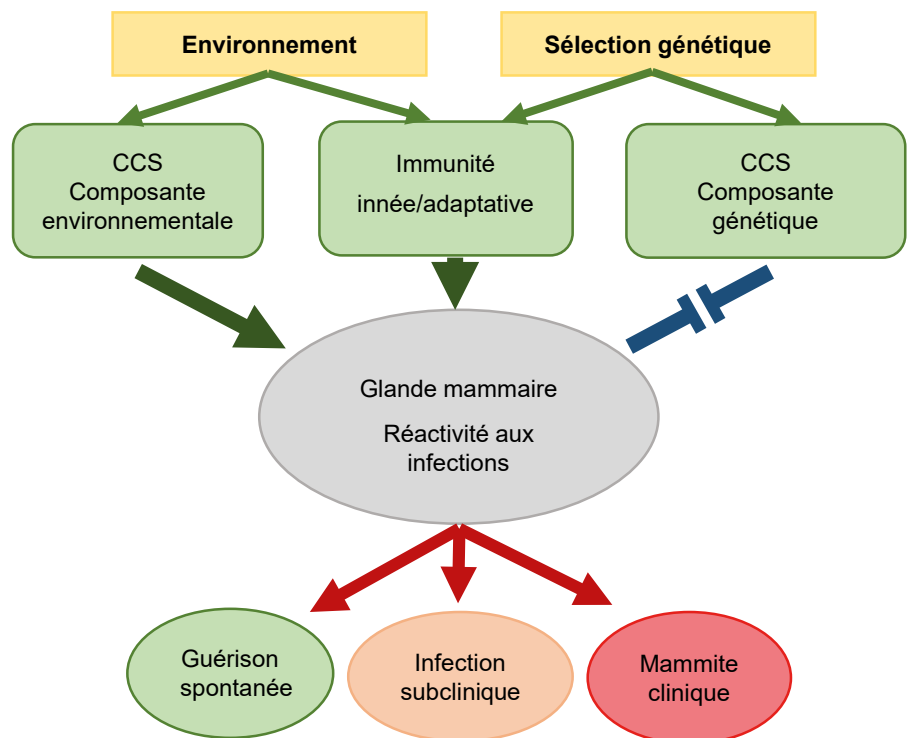 Environnement
Sélection génétique
CCS
Composante
environnementale
Immunité
innée/adaptative
CCS
Composante
génétique
Glande mammaire
Réactivité aux
infections
Guérison
spontanée
Infection
subclinique
Mammite
clinique